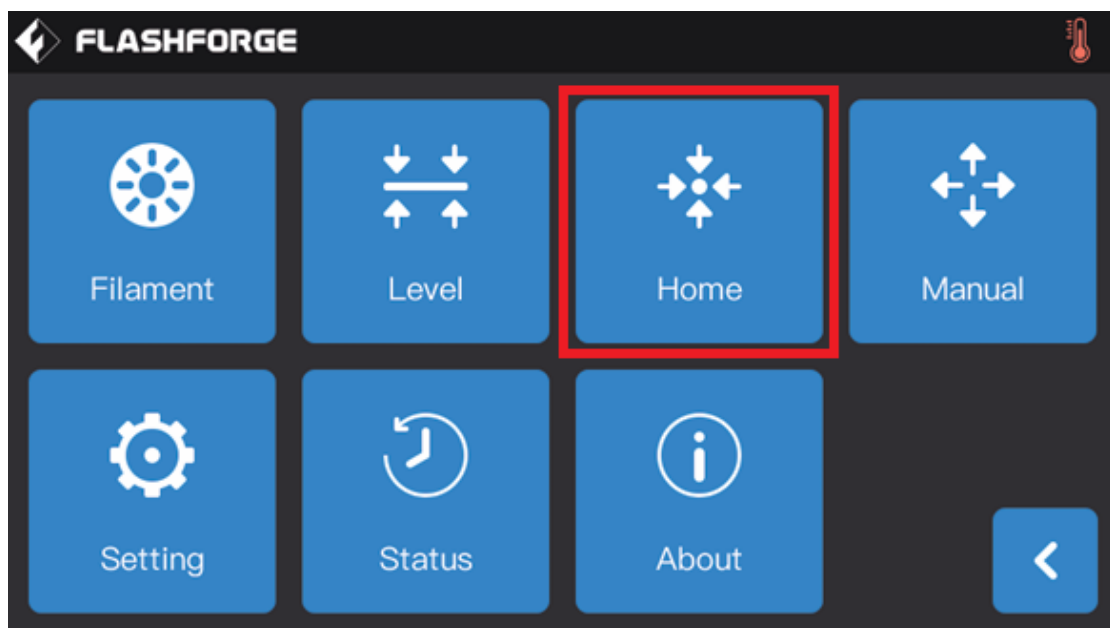 FLASHFORGE
Filament
Level
Home
Manual
Setting
Status
About